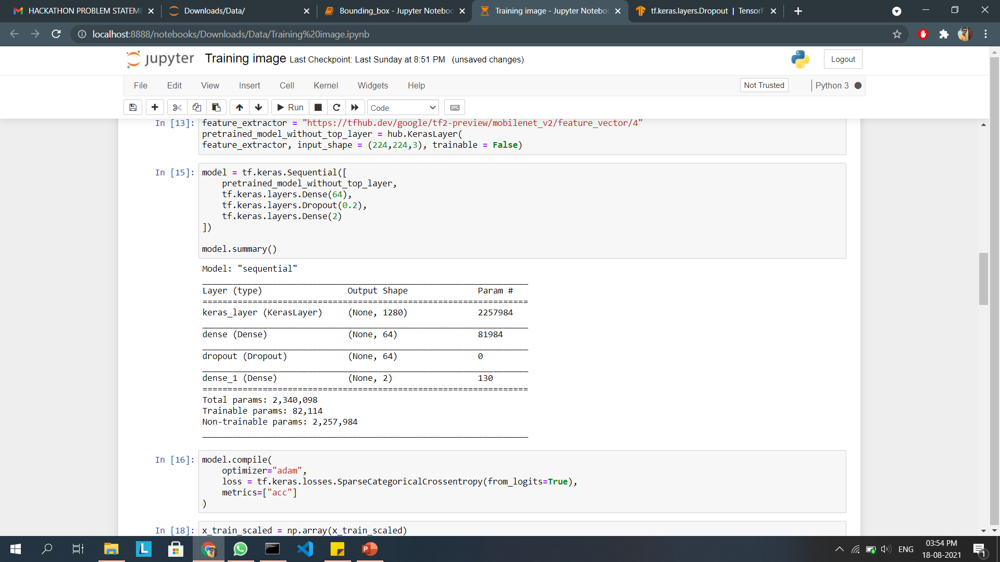 HACKATHON PROBLEM STATEME
Downloads/Data/
Bounding_box - Jupyter Noteboo
Training image - Jupyter Notebo
tf.keras.layers.Dropout | TensorF
localhost:8888/notebooks/Downloads/Data/Training%20image.ipynb
jupyter Training image Last Checkpoint: Last Sunday at 8:51 PM (unsaved changes)
Logout
File Edit View Insert Cell Kernel Widgets Help
Not Trusted
Python 3
Run
Code
In [13]: feature_extractor = "https://tfhub.dev/google/tf2-preview/mobilenet_v2/feature_vector/4"
pretrained_model_without_top_layer = hub.KerasLayer(
feature_extractor, input_shape = (224,224,3), trainable = False)
In [15]: model = tf.keras.Sequential([
pretrained_model_without_top_layer,
tf.keras.layers.Dense(64),
tf.keras.layers.Dropout(0.2),
tf.keras.layers.Dense(2)
])
model.summary()
Model: "sequential"
Layer (type) Output Shape Param #
=================================================================
keras_layer (KerasLayer) (None, 1280) 2257984
dense (Dense) (None, 64) 81984
dropout (Dropout) (None, 64) 0
dense_1 (Dense) (None, 2) 130
=================================================================
Total params: 2,340,098
Trainable params: 82,114
Non-trainable params: 2,257,984
In [16]: model.compile(
optimizer="adam",
loss = tf.keras.losses.SparseCategoricalCrossentropy(from_logits=True),
metrics=["acc"]
)
In [18]: x_train_scaled = np.array(x_train_scaled)
ENG
03:54 PM
18-08-2021
1